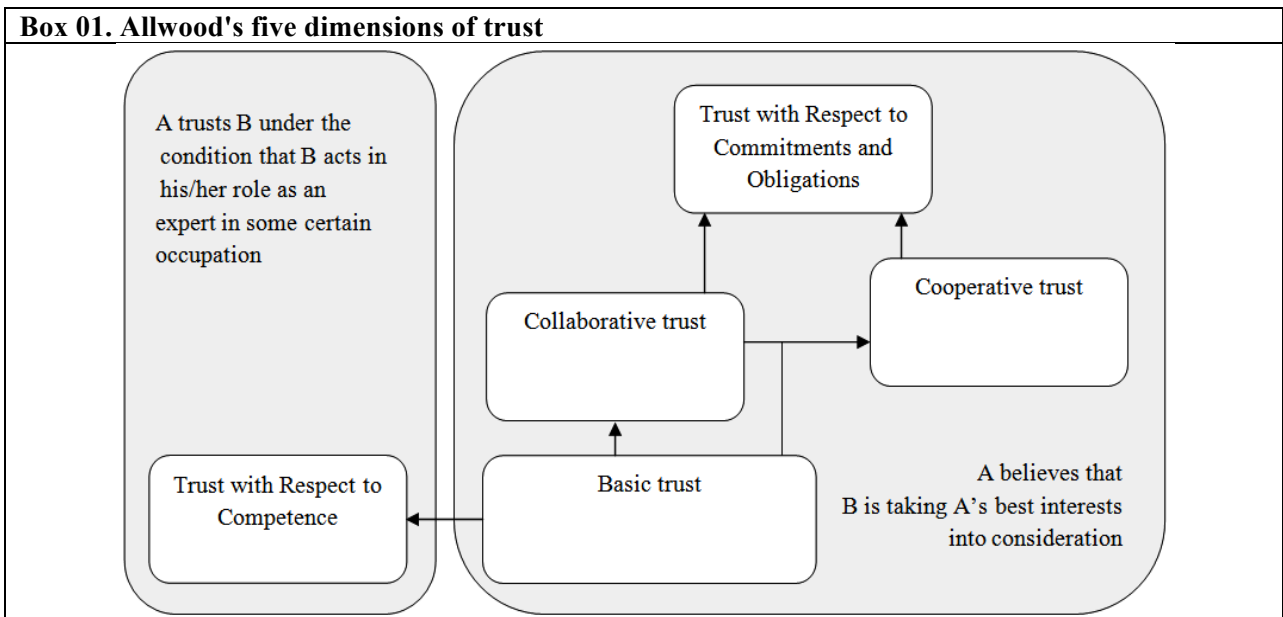 Box 01. Allwood's five dimensions of trust
A trusts B under the
condition that B acts in
his/her role as an
expert in some certain
occupation
Trust with Respect to
Competence
Trust with Respect to
Commitments and
Obligations
Collaborative trust
Cooperative trust
Basic trust
A believes that
B is taking A’s best interests
into consideration